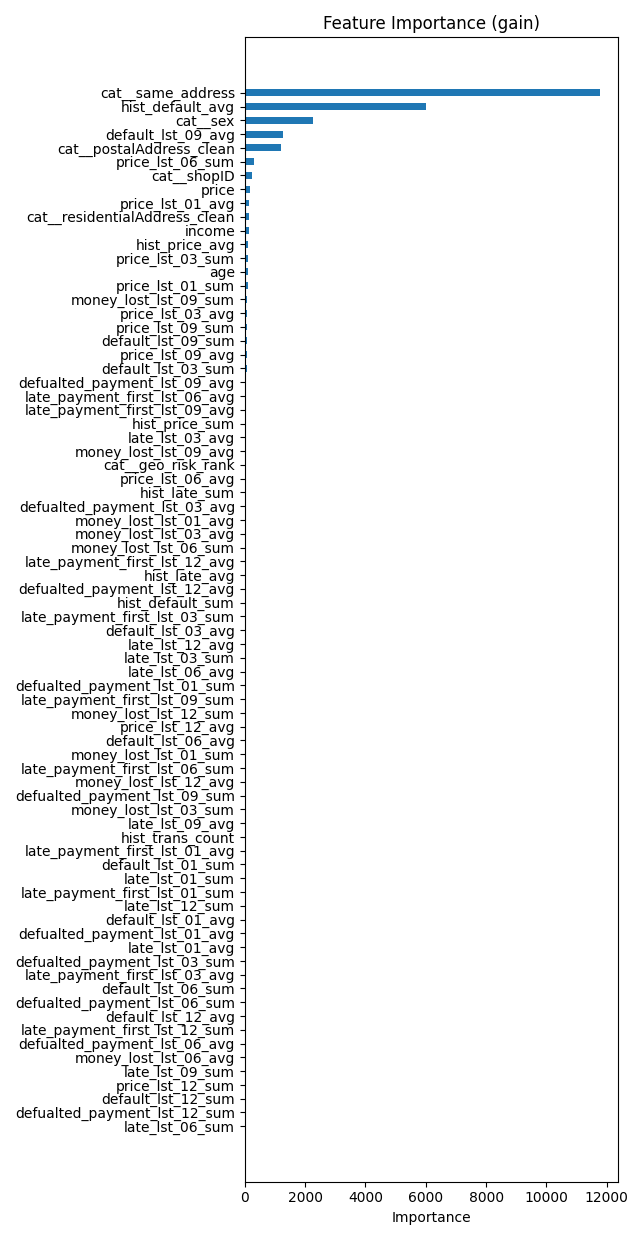 Feature Importance (gain)
cat__same_address
hist_default_avg
cat__sex
default_lst_09_avg
cat__postalAddress_clean
price_lst_06_sum
cat__shopID
price
price_lst_01_avg
cat__residentialAddress_clean
income
hist_price_avg
price_lst_03_sum
age
price_lst_01_sum
money_lost_lst_09_sum
price_lst_03_avg
price_lst_09_sum
default_lst_09_sum
price_lst_09_avg
default_lst_03_sum
defualted_payment_lst_09_avg
late_payment_first_lst_06_avg
late_payment_first_lst_09_avg
hist_price_sum
late_lst_03_avg
money_lost_lst_09_avg
cat__geo_risk_rank
price_lst_06_avg
hist_late_sum
defualted_payment_lst_03_avg
money_lost_lst_01_avg
money_lost_lst_03_avg
money_lost_lst_06_sum
late_payment_first_lst_12_avg
hist_late_avg
defualted_payment_lst_12_avg
hist_default_sum
late_payment_first_lst_03_sum
default_lst_03_avg
late_lst_12_avg
late_lst_03_sum
late_lst_06_avg
defualted_payment_lst_01_sum
late_payment_first_lst_09_sum
money_lost_lst_12_sum
price_lst_12_avg
default_lst_06_avg
money_lost_lst_01_sum
late_payment_first_lst_06_sum
money_lost_lst_12_avg
defualted_payment_lst_09_sum
money_lost_lst_03_sum
late_lst_09_avg
hist_trans_count
late_payment_first_lst_01_avg
default_lst_01_sum
late_lst_01_sum
late_payment_first_lst_01_sum
late_lst_12_sum
default_lst_01_avg
defualted_payment_lst_01_avg
late_lst_01_avg
defualted_payment_lst_03_sum
late_payment_first_lst_03_avg
default_lst_06_sum
defualted_payment_lst_06_sum
default_lst_12_avg
late_payment_first_lst_12_sum
defualted_payment_lst_06_avg
money_lost_lst_06_avg
late_lst_09_sum
price_lst_12_sum
default_lst_12_sum
defualted_payment_lst_12_sum
late_lst_06_sum
0 2000 4000 6000 8000 10000 12000
Importance